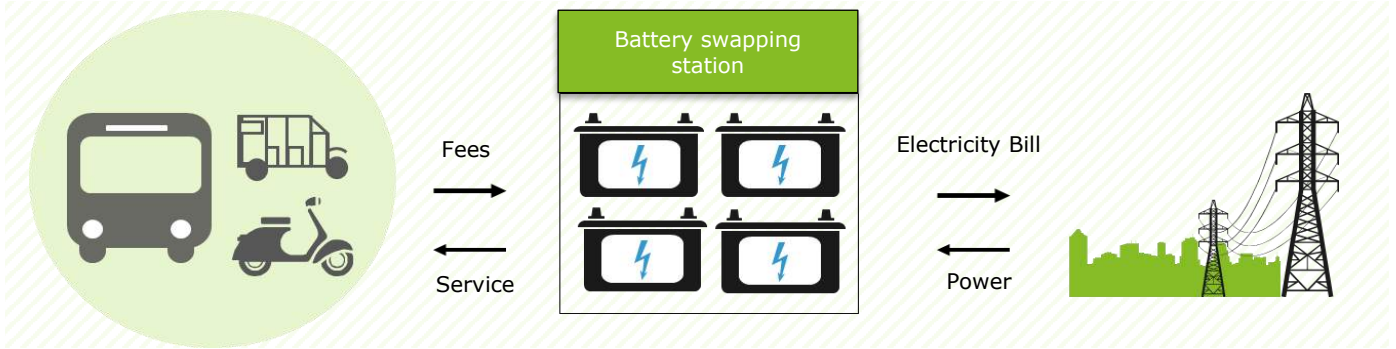 Battery swapping
station
Fees
Electricity Bill
Service
Power